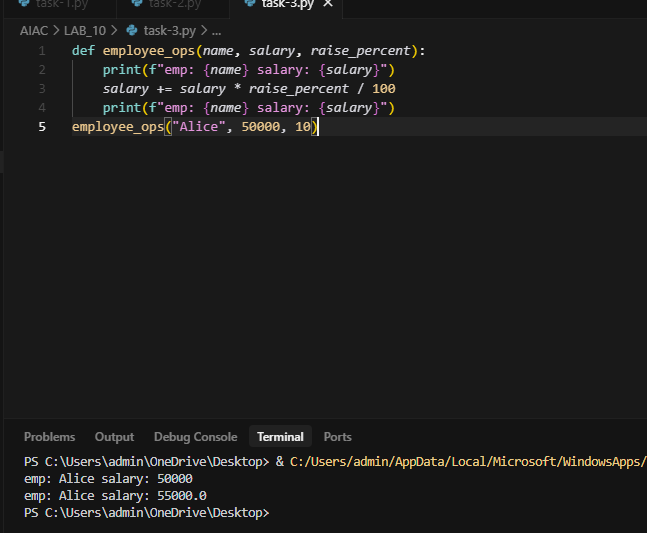 task-1.py task-2.py task-3.py
AIAC > LAB_10 > task-3.py > ...
1 def employee_ops(name, salary, raise_percent):
2     print(f"emp: {name} salary: {salary}")
3     salary += salary * raise_percent / 100
4     print(f"emp: {name} salary: {salary}")
5 employee_ops("Alice", 50000, 10)
Problems Output Debug Console Terminal Ports
PS C:\Users\admin\OneDrive\Desktop> & C:/Users/admin/AppData/Local/Microsoft/WindowsApps/
emp: Alice salary: 50000
emp: Alice salary: 55000.0
PS C:\Users\admin\OneDrive\Desktop>